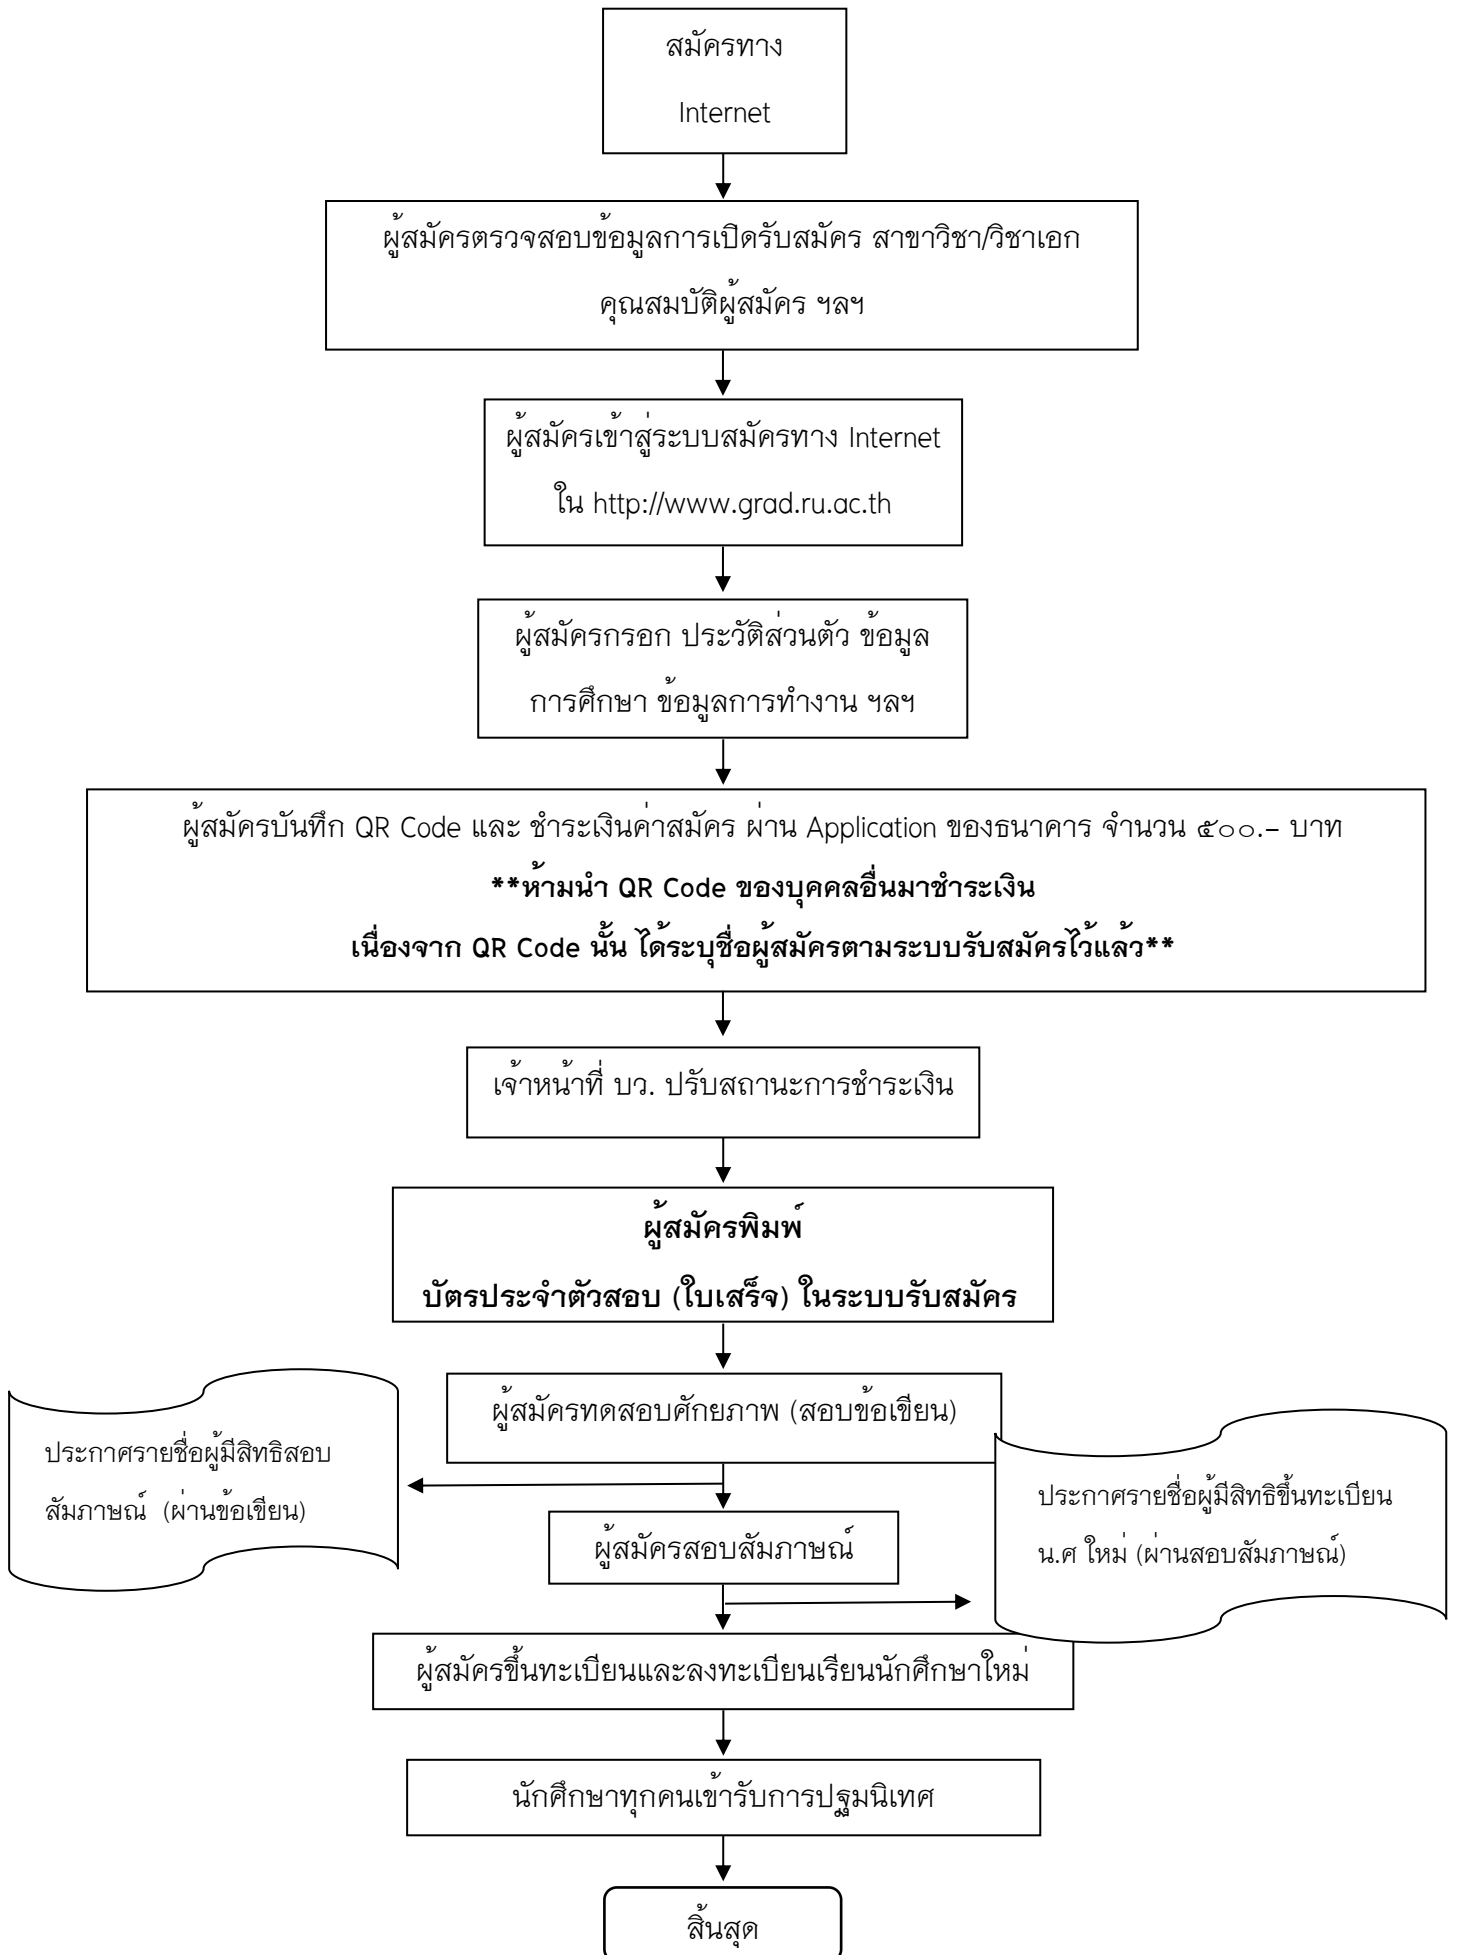 สมัครทาง
Internet
ผู้สมัครตรวจสอบข้อมูลการเปิดรับสมัคร สาขาวิชา/วิชาเอก
คุณสมบัติผู้สมัคร ฯลฯ
ผู้สมัครเข้าสู่ระบบสมัครทาง Internet
ใน http://www.grad.ru.ac.th
ผู้สมัครกรอก ประวัติส่วนตัว ข้อมูล
การศึกษา ข้อมูลการทำงาน ฯลฯ
ผู้สมัครบันทึก QR Code และ ชำระเงินค่าสมัคร ผ่าน Application ของธนาคาร จำนวน ๕๐๐.- บาท
**ห้ามนำ QR Code ของบุคคลอื่นมาชำระเงิน
เนื่องจาก QR Code นั้น ได้ระบุชื่อผู้สมัครตามระบบรับสมัครไว้แล้ว**
เจ้าหน้าที่ บว. ปรับสถานะการชำระเงิน
ผู้สมัครพิมพ์
บัตรประจำตัวสอบ (ใบเสร็จ) ในระบบรับสมัคร
ผู้สมัครทดสอบศักยภาพ (สอบข้อเขียน)
ประกาศรายชื่อผู้มีสิทธิสอบ
สัมภาษณ์ (ผ่านข้อเขียน)
ผู้สมัครสอบสัมภาษณ์
ประกาศรายชื่อผู้มีสิทธิขึ้นทะเบียน
น.ศ ใหม่ (ผ่านสอบสัมภาษณ์)
ผู้สมัครขึ้นทะเบียนและลงทะเบียนเรียนนักศึกษาใหม่
นักศึกษาทุกคนเข้ารับการปฐมนิเทศ
สิ้นสุด